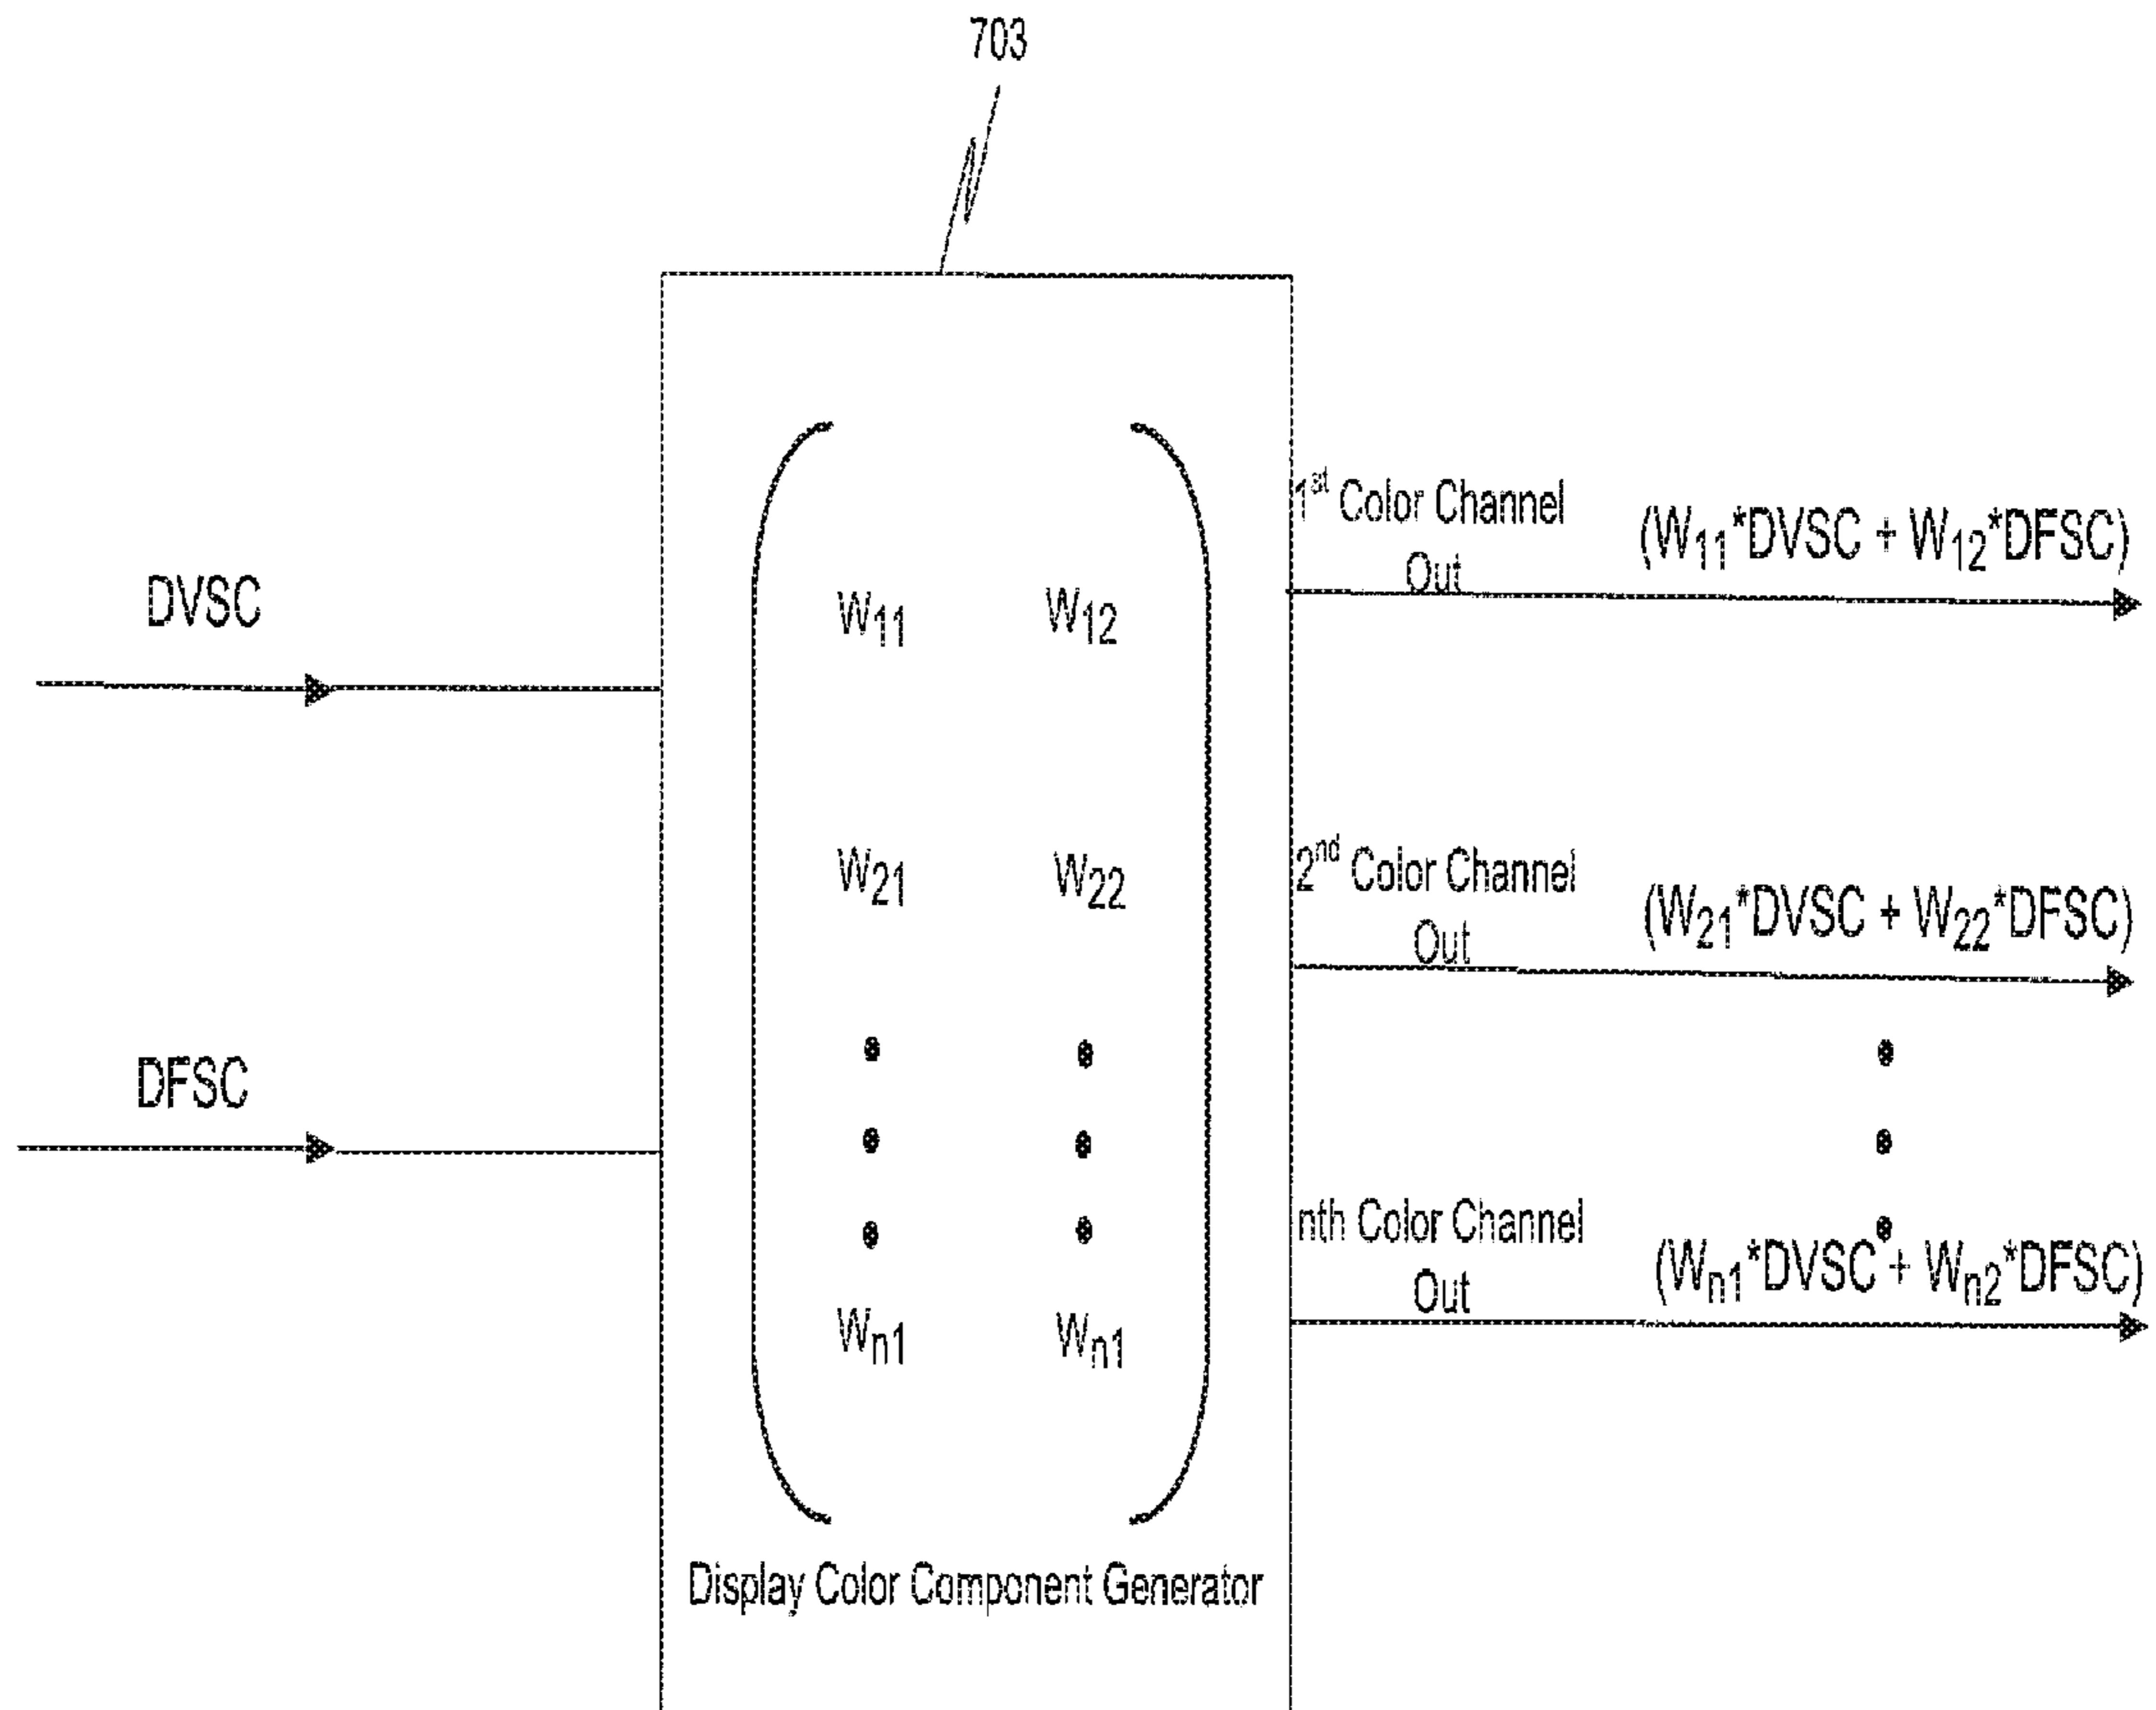 703
1st Color Channel
Out
(W11*DVSC + W12*DFSC)
DVSC
W11 W12
2nd Color Channel
Out
(W21*DVSC + W22*DFSC)
W21 W22
DFSC
nth Color Channel
Out
(Wn1*DVSC + Wn2*DFSC)
Wn1 Wn1
Display Color Component Generator